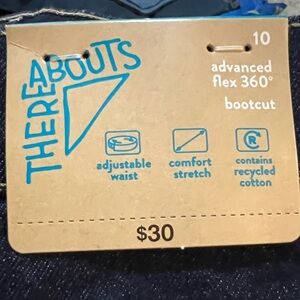 THEREABOUTS
10
advanced
flex 360°
bootcut
adjustable
waist
comfort
stretch
R
contains
recycled
cotton
$30